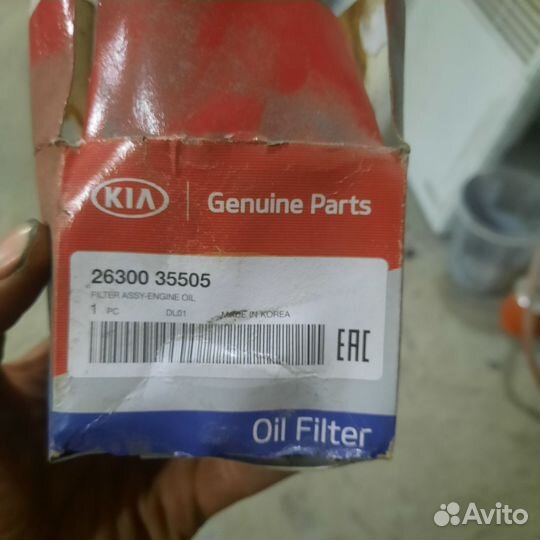 KIA
Genuine Parts
26300 35505
FILTER ASSY-ENGINE OIL
1 PC DL01 MADE IN KOREA
EAC
Oil Filter
Avito